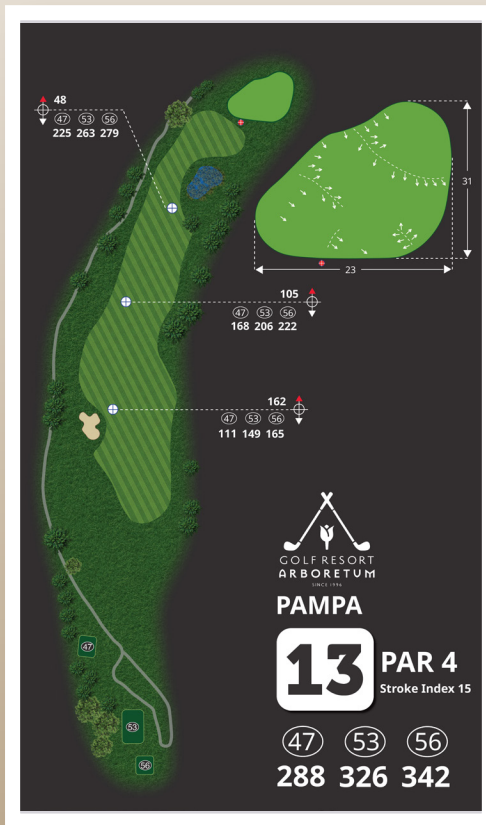 48
47 53 56
225 263 279
31
23
105
47 53 56
168 206 222
162
47 53 56
111 149 165
GOLF RESORT
ARBORETUM
SINCE 1996
PAMPA
13
PAR 4
Stroke Index 15
47 53 56
288 326 342
47
53
56